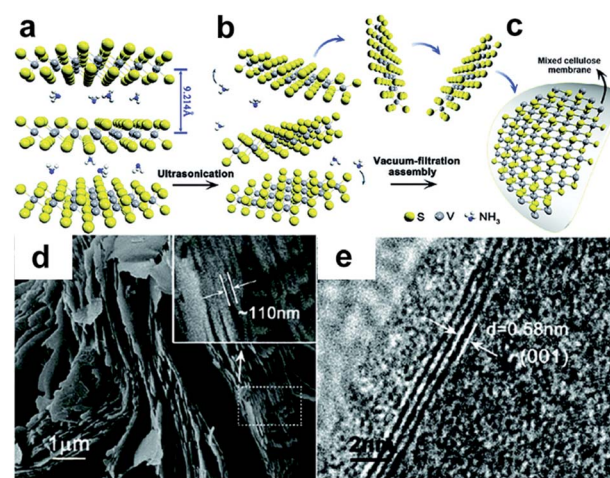 a
b
c
Mixed cellulose
membrane
9.214Å
Ultrasonication
Vacuum-filtration
assembly
S V NH₃
d
~110nm
1μm
e
d=0.58nm
(001)
2nm